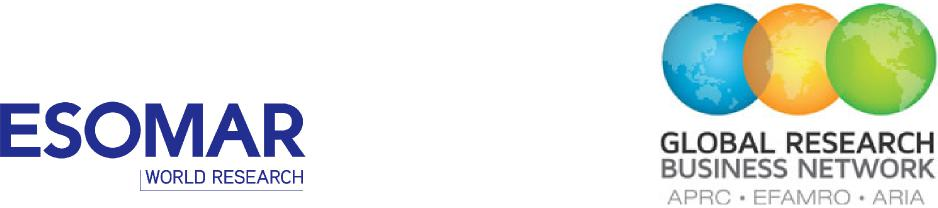 ESOMAR
WORLD RESEARCH
GLOBAL RESEARCH
BUSINESS NETWORK
APRC • EFAMRO • ARIA